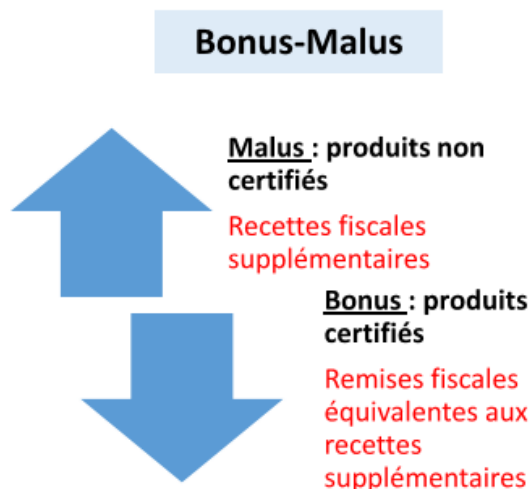 Bonus-Malus
Malus : produits non
certifiés
Recettes fiscales
supplémentaires
Bonus : produits
certifiés
Remises fiscales
équivalentes aux
recettes
supplémentaires